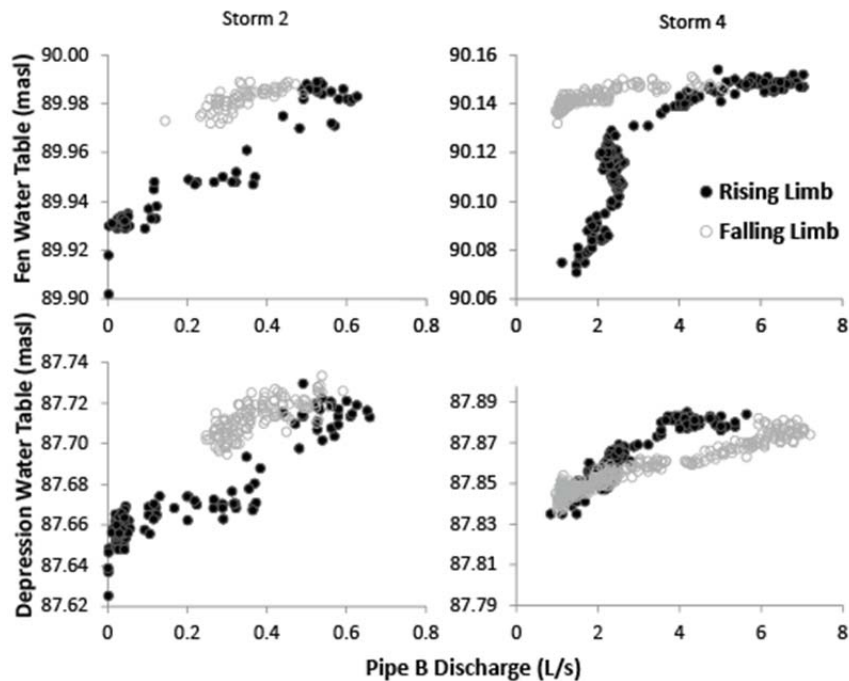 Storm 2
Storm 4
Fen Water Table (masl)
90.00
89.98
89.96
89.94
89.92
89.90
0 0.2 0.4 0.6 0.8
90.16
90.14
90.12
90.10
90.08
90.06
0 2 4 6 8
Rising Limb
Falling Limb
Depression Water Table (masl)
87.74
87.72
87.70
87.68
87.66
87.64
87.62
0 0.2 0.4 0.6 0.8
87.89
87.87
87.85
87.83
87.81
87.79
0 2 4 6 8
Pipe B Discharge (L/s)